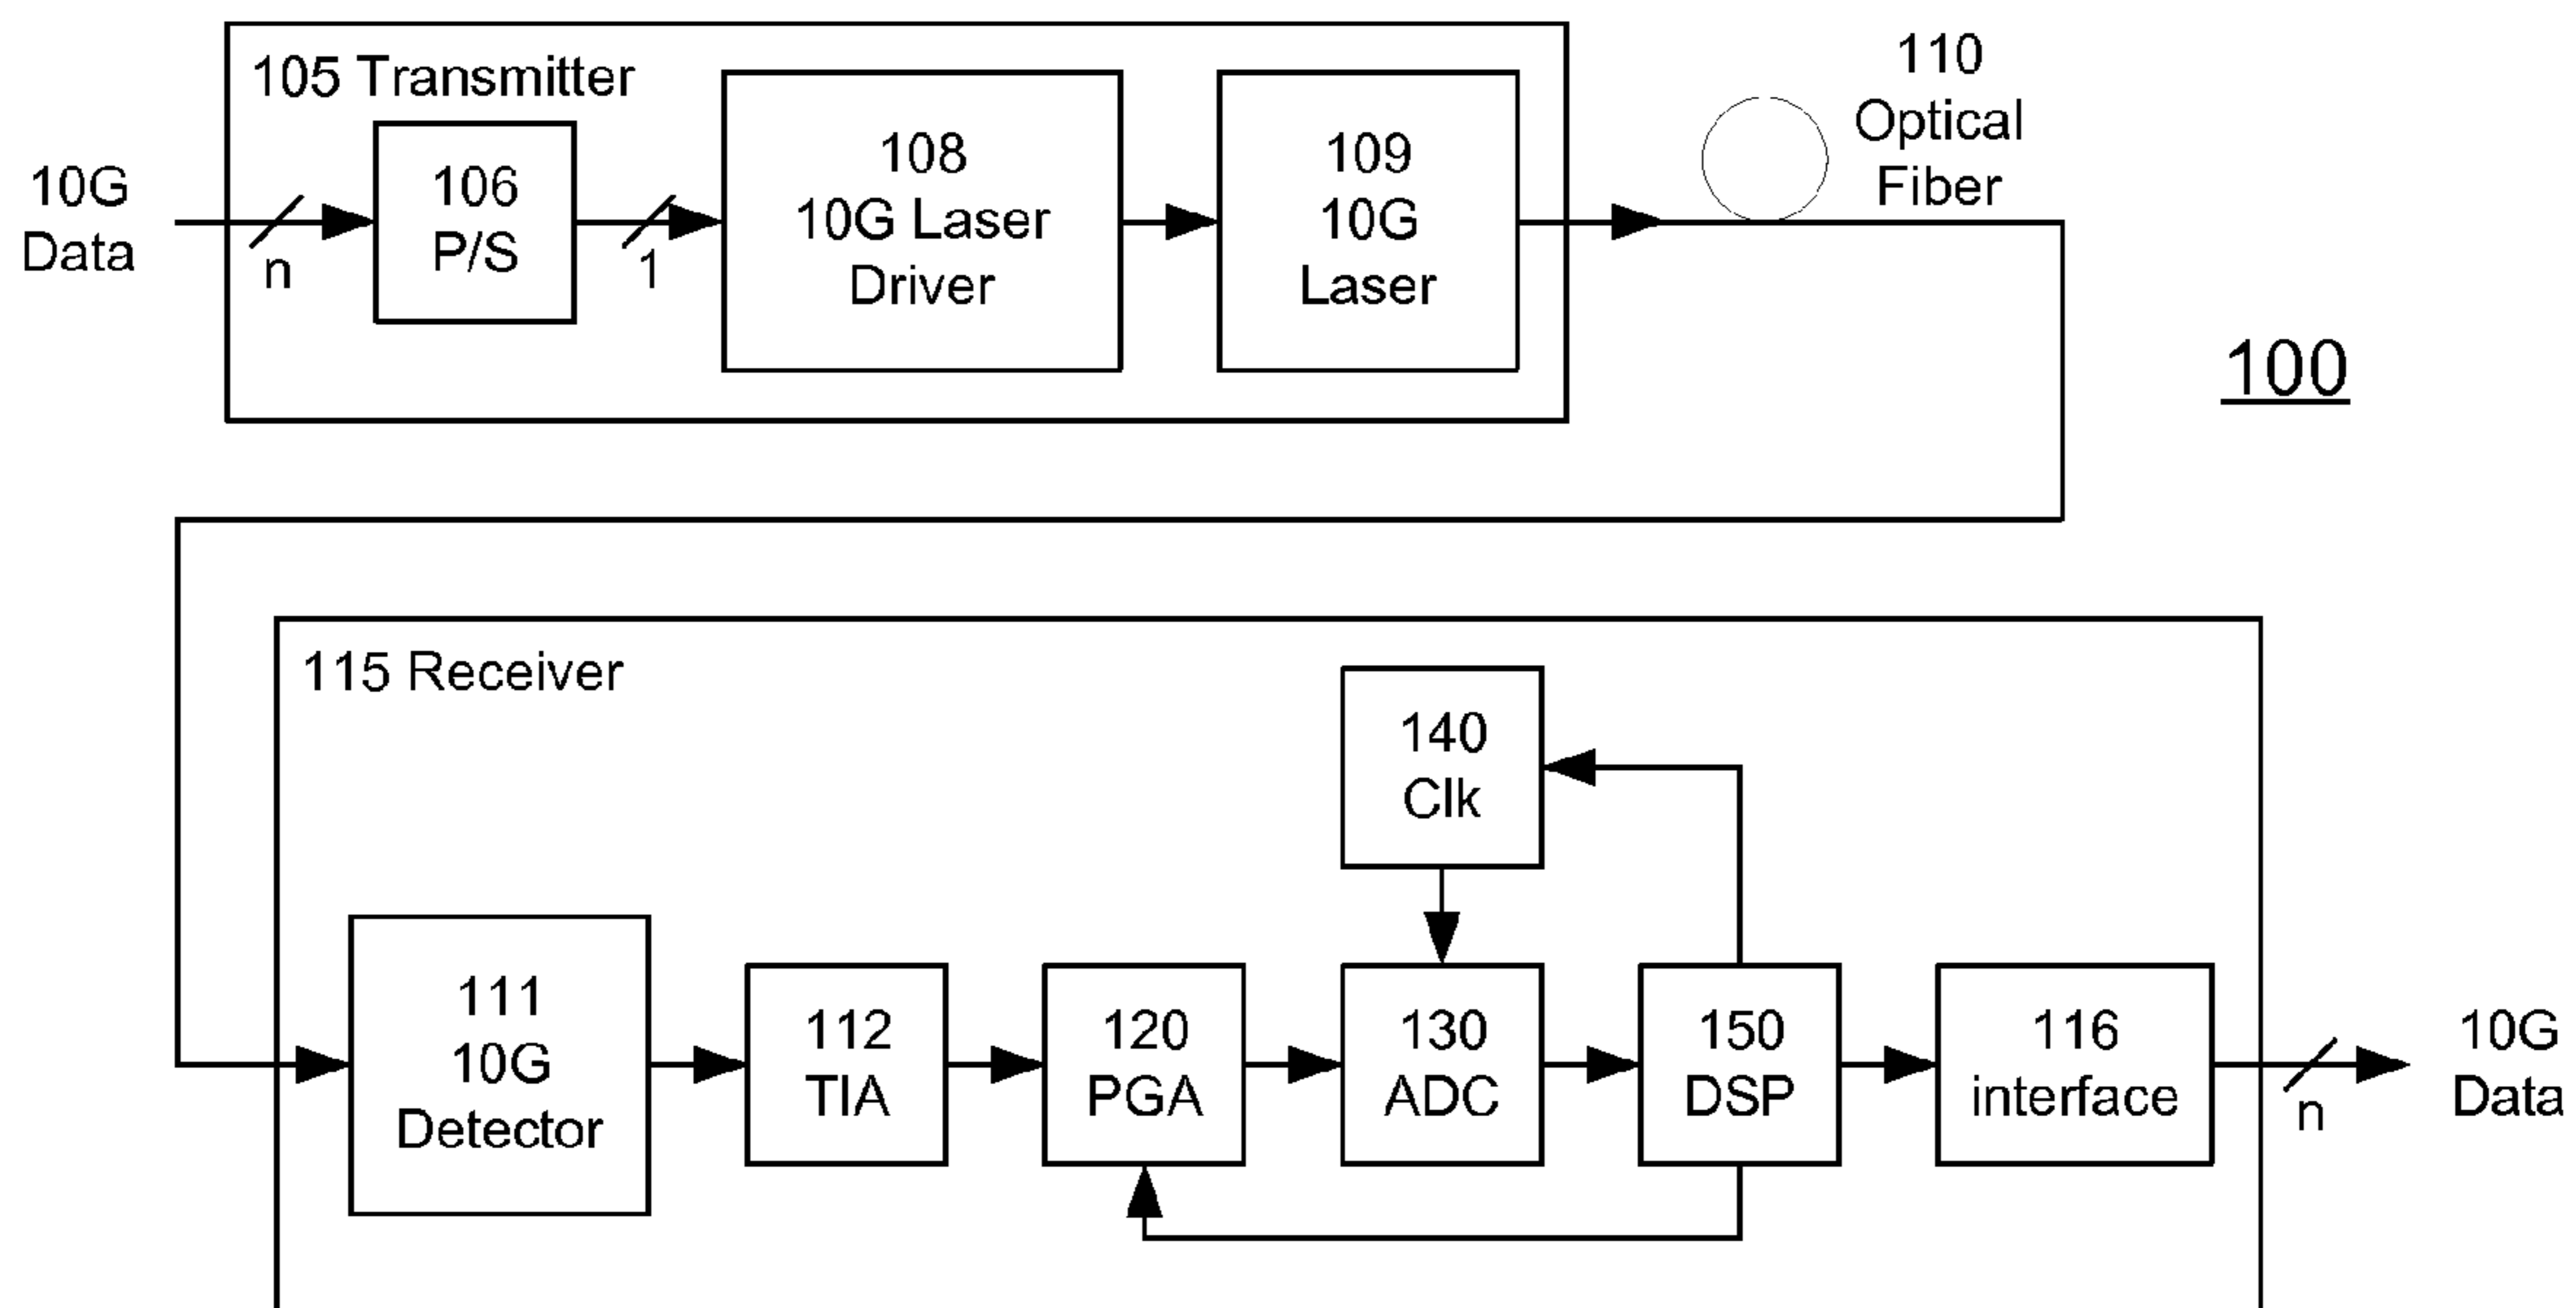 105 Transmitter
10G
Data
n
106
P/S
1
108
10G Laser
Driver
109
10G
Laser
110
Optical
Fiber
100
115 Receiver
140
Clk
111
10G
Detector
112
TIA
120
PGA
130
ADC
150
DSP
116
interface
n
10G
Data